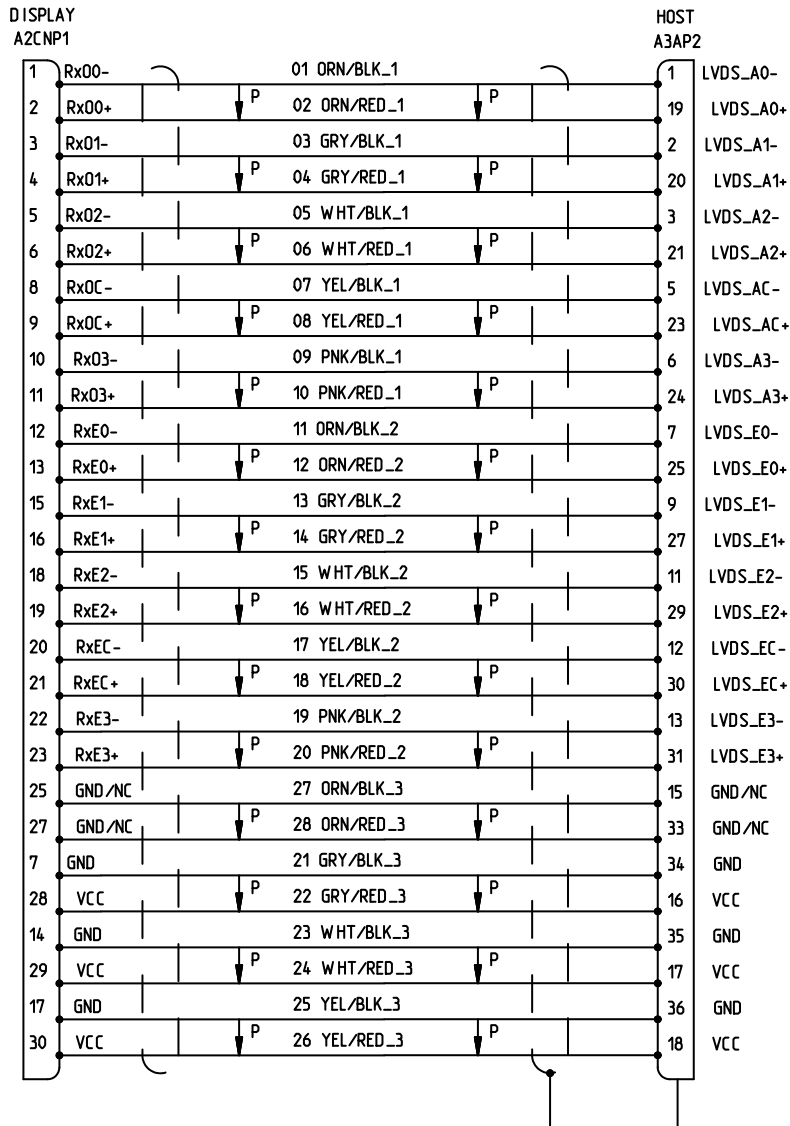 DISPLAY HOST
A2CNP1 A3AP2
1 Rx00- 01 ORN/BLK_1 1 LVDS_A0-
2 Rx00+ P 02 ORN/RED_1 P 19 LVDS_A0+
3 Rx01- 03 GRY/BLK_1 2 LVDS_A1-
4 Rx01+ P 04 GRY/RED_1 P 20 LVDS_A1+
5 Rx02- 05 WHT/BLK_1 3 LVDS_A2-
6 Rx02+ P 06 WHT/RED_1 P 21 LVDS_A2+
8 Rx0C- 07 YEL/BLK_1 5 LVDS_AC-
9 Rx0C+ P 08 YEL/RED_1 P 23 LVDS_AC+
10 Rx03- 09 PNK/BLK_1 6 LVDS_A3-
11 Rx03+ P 10 PNK/RED_1 P 24 LVDS_A3+
12 RxE0- 11 ORN/BLK_2 7 LVDS_E0-
13 RxE0+ P 12 ORN/RED_2 P 25 LVDS_E0+
15 RxE1- 13 GRY/BLK_2 9 LVDS_E1-
16 RxE1+ P 14 GRY/RED_2 P 27 LVDS_E1+
18 RxE2- 15 WHT/BLK_2 11 LVDS_E2-
19 RxE2+ P 16 WHT/RED_2 P 29 LVDS_E2+
20 RxEC- 17 YEL/BLK_2 12 LVDS_EC-
21 RxEC+ P 18 YEL/RED_2 P 30 LVDS_EC+
22 RxE3- 19 PNK/BLK_2 13 LVDS_E3-
23 RxE3+ P 20 PNK/RED_2 P 31 LVDS_E3+
25 GND/NC 27 ORN/BLK_3 15 GND/NC
27 GND/NC P 28 ORN/RED_3 P 33 GND/NC
7 GND 21 GRY/BLK_3 34 GND
28 VCC P 22 GRY/RED_3 P 16 VCC
14 GND 23 WHT/BLK_3 35 GND
29 VCC P 24 WHT/RED_3 P 17 VCC
17 GND 25 YEL/BLK_3 36 GND
30 VCC P 26 YEL/RED_3 P 18 VCC